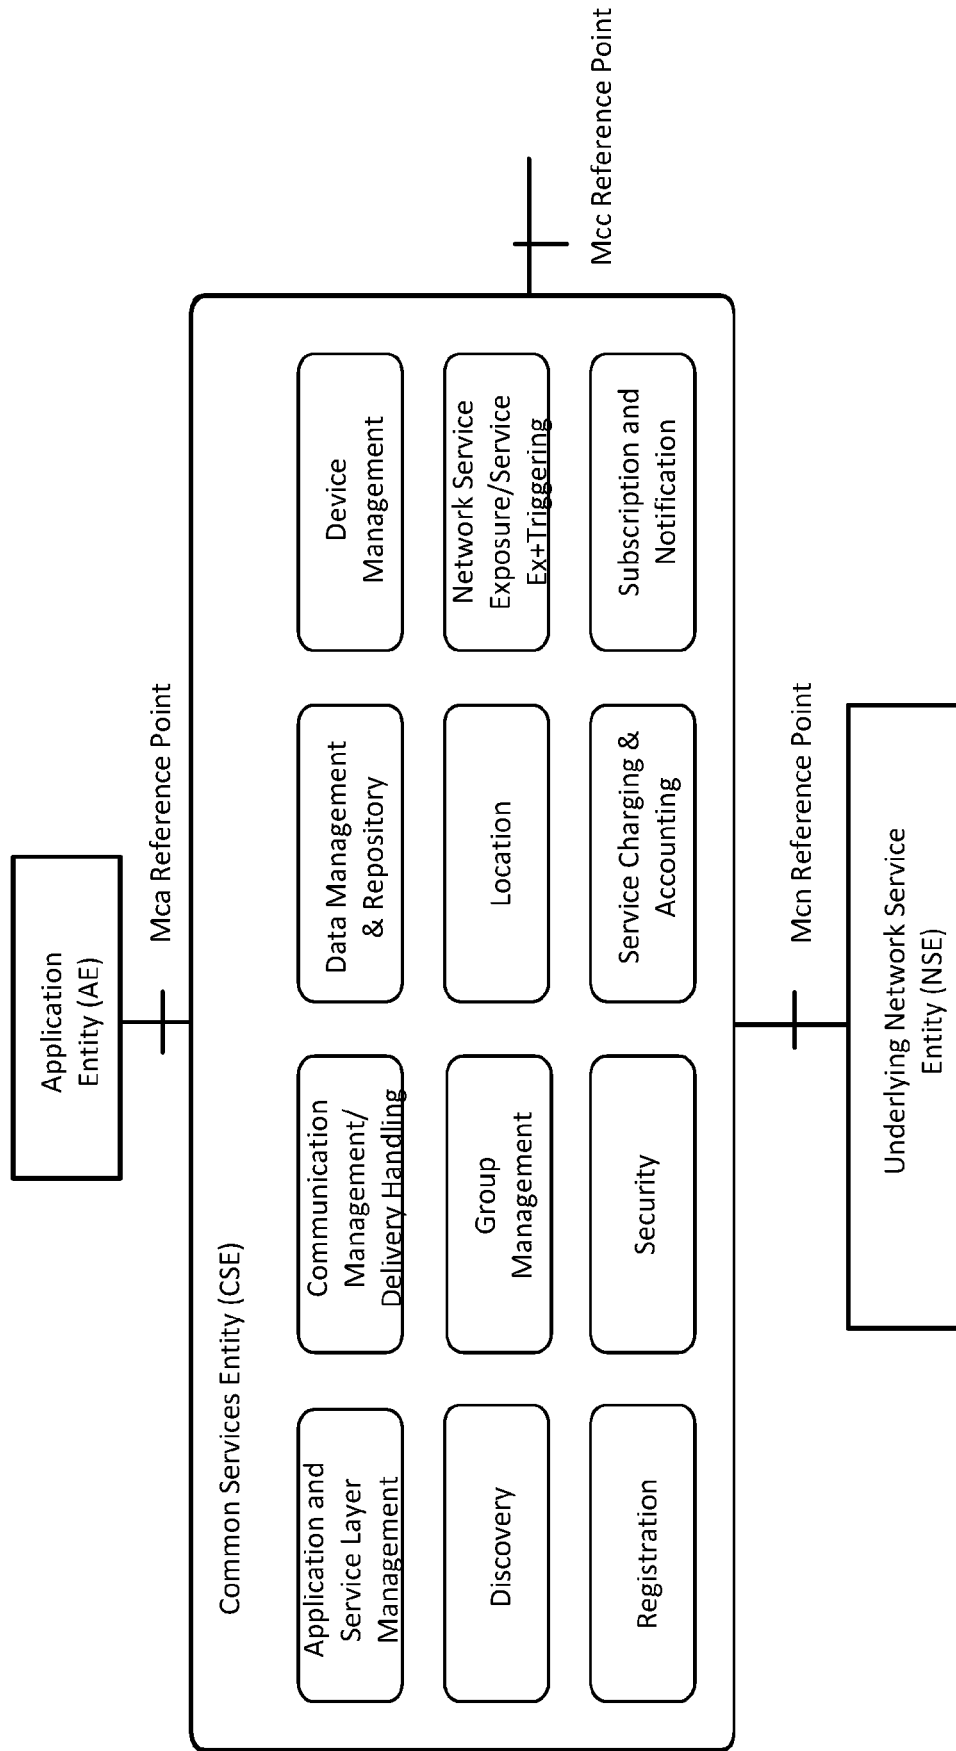 Application
Entity (AE)
Mca Reference Point
Common Services Entity (CSE)
Application and
Service Layer
Management
Communication
Management/
Delivery Handling
Data Management
& Repository
Device
Management
Discovery
Group
Management
Location
Network Service
Exposure/Service
Ex+Triggering
Registration
Security
Service Charging &
Accounting
Subscription and
Notification
Mcc Reference Point
Mcn Reference Point
Underlying Network Service
Entity (NSE)